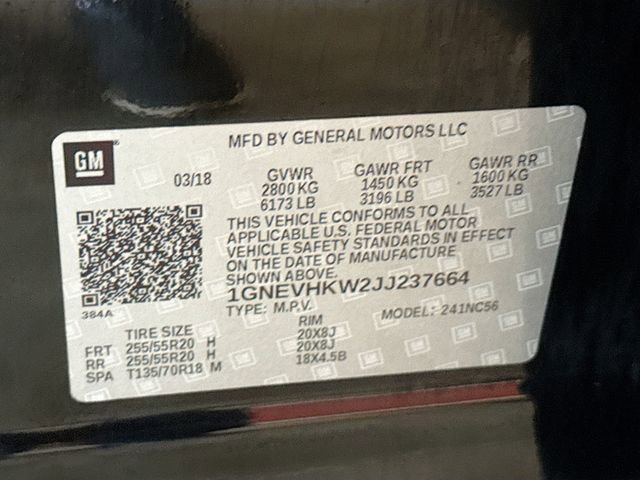 MFD BY GENERAL MOTORS LLC
GM
03/18 GVWR GAWR FRT GAWR RR
2800 KG 1450 KG 1600 KG
6173 LB 3196 LB 3527 LB
THIS VEHICLE CONFORMS TO ALL
APPLICABLE U.S. FEDERAL MOTOR
VEHICLE SAFETY STANDARDS IN EFFECT
ON THE DATE OF MANUFACTURE
SHOWN ABOVE.
1GNEVHKW2JJ237664
TYPE: M.P.V. MODEL: 241NC56
384A
TIRE SIZE RIM
FRT 255/55R20 H 20X8J
RR 255/55R20 H 20X8J
SPA T135/70R18 M 18X4.5B